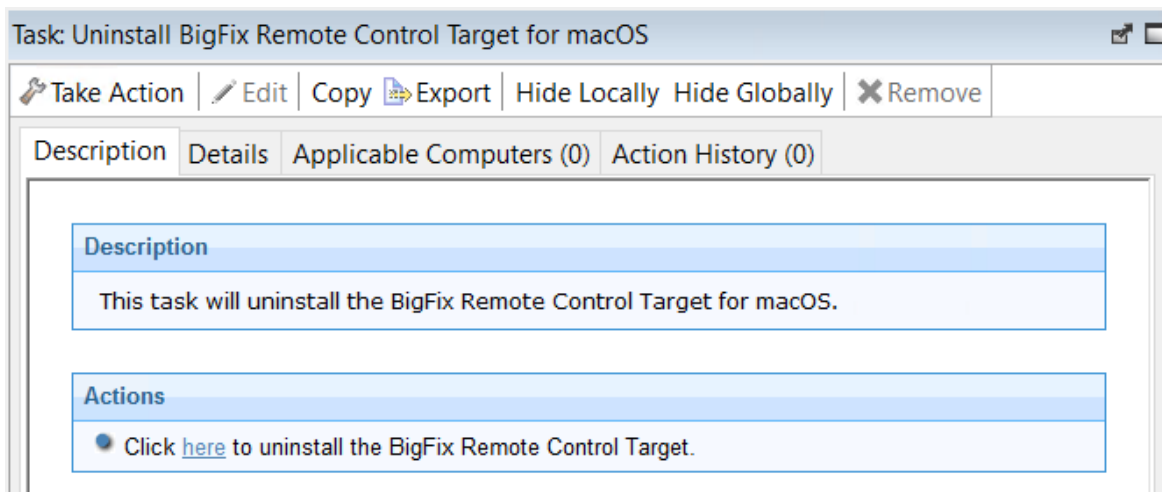 Task: Uninstall BigFix Remote Control Target for macOS
Take Action Edit Copy Export Hide Locally Hide Globally Remove
Description Details Applicable Computers (0) Action History (0)
Description
This task will uninstall the BigFix Remote Control Target for macOS.
Actions
Click here to uninstall the BigFix Remote Control Target.